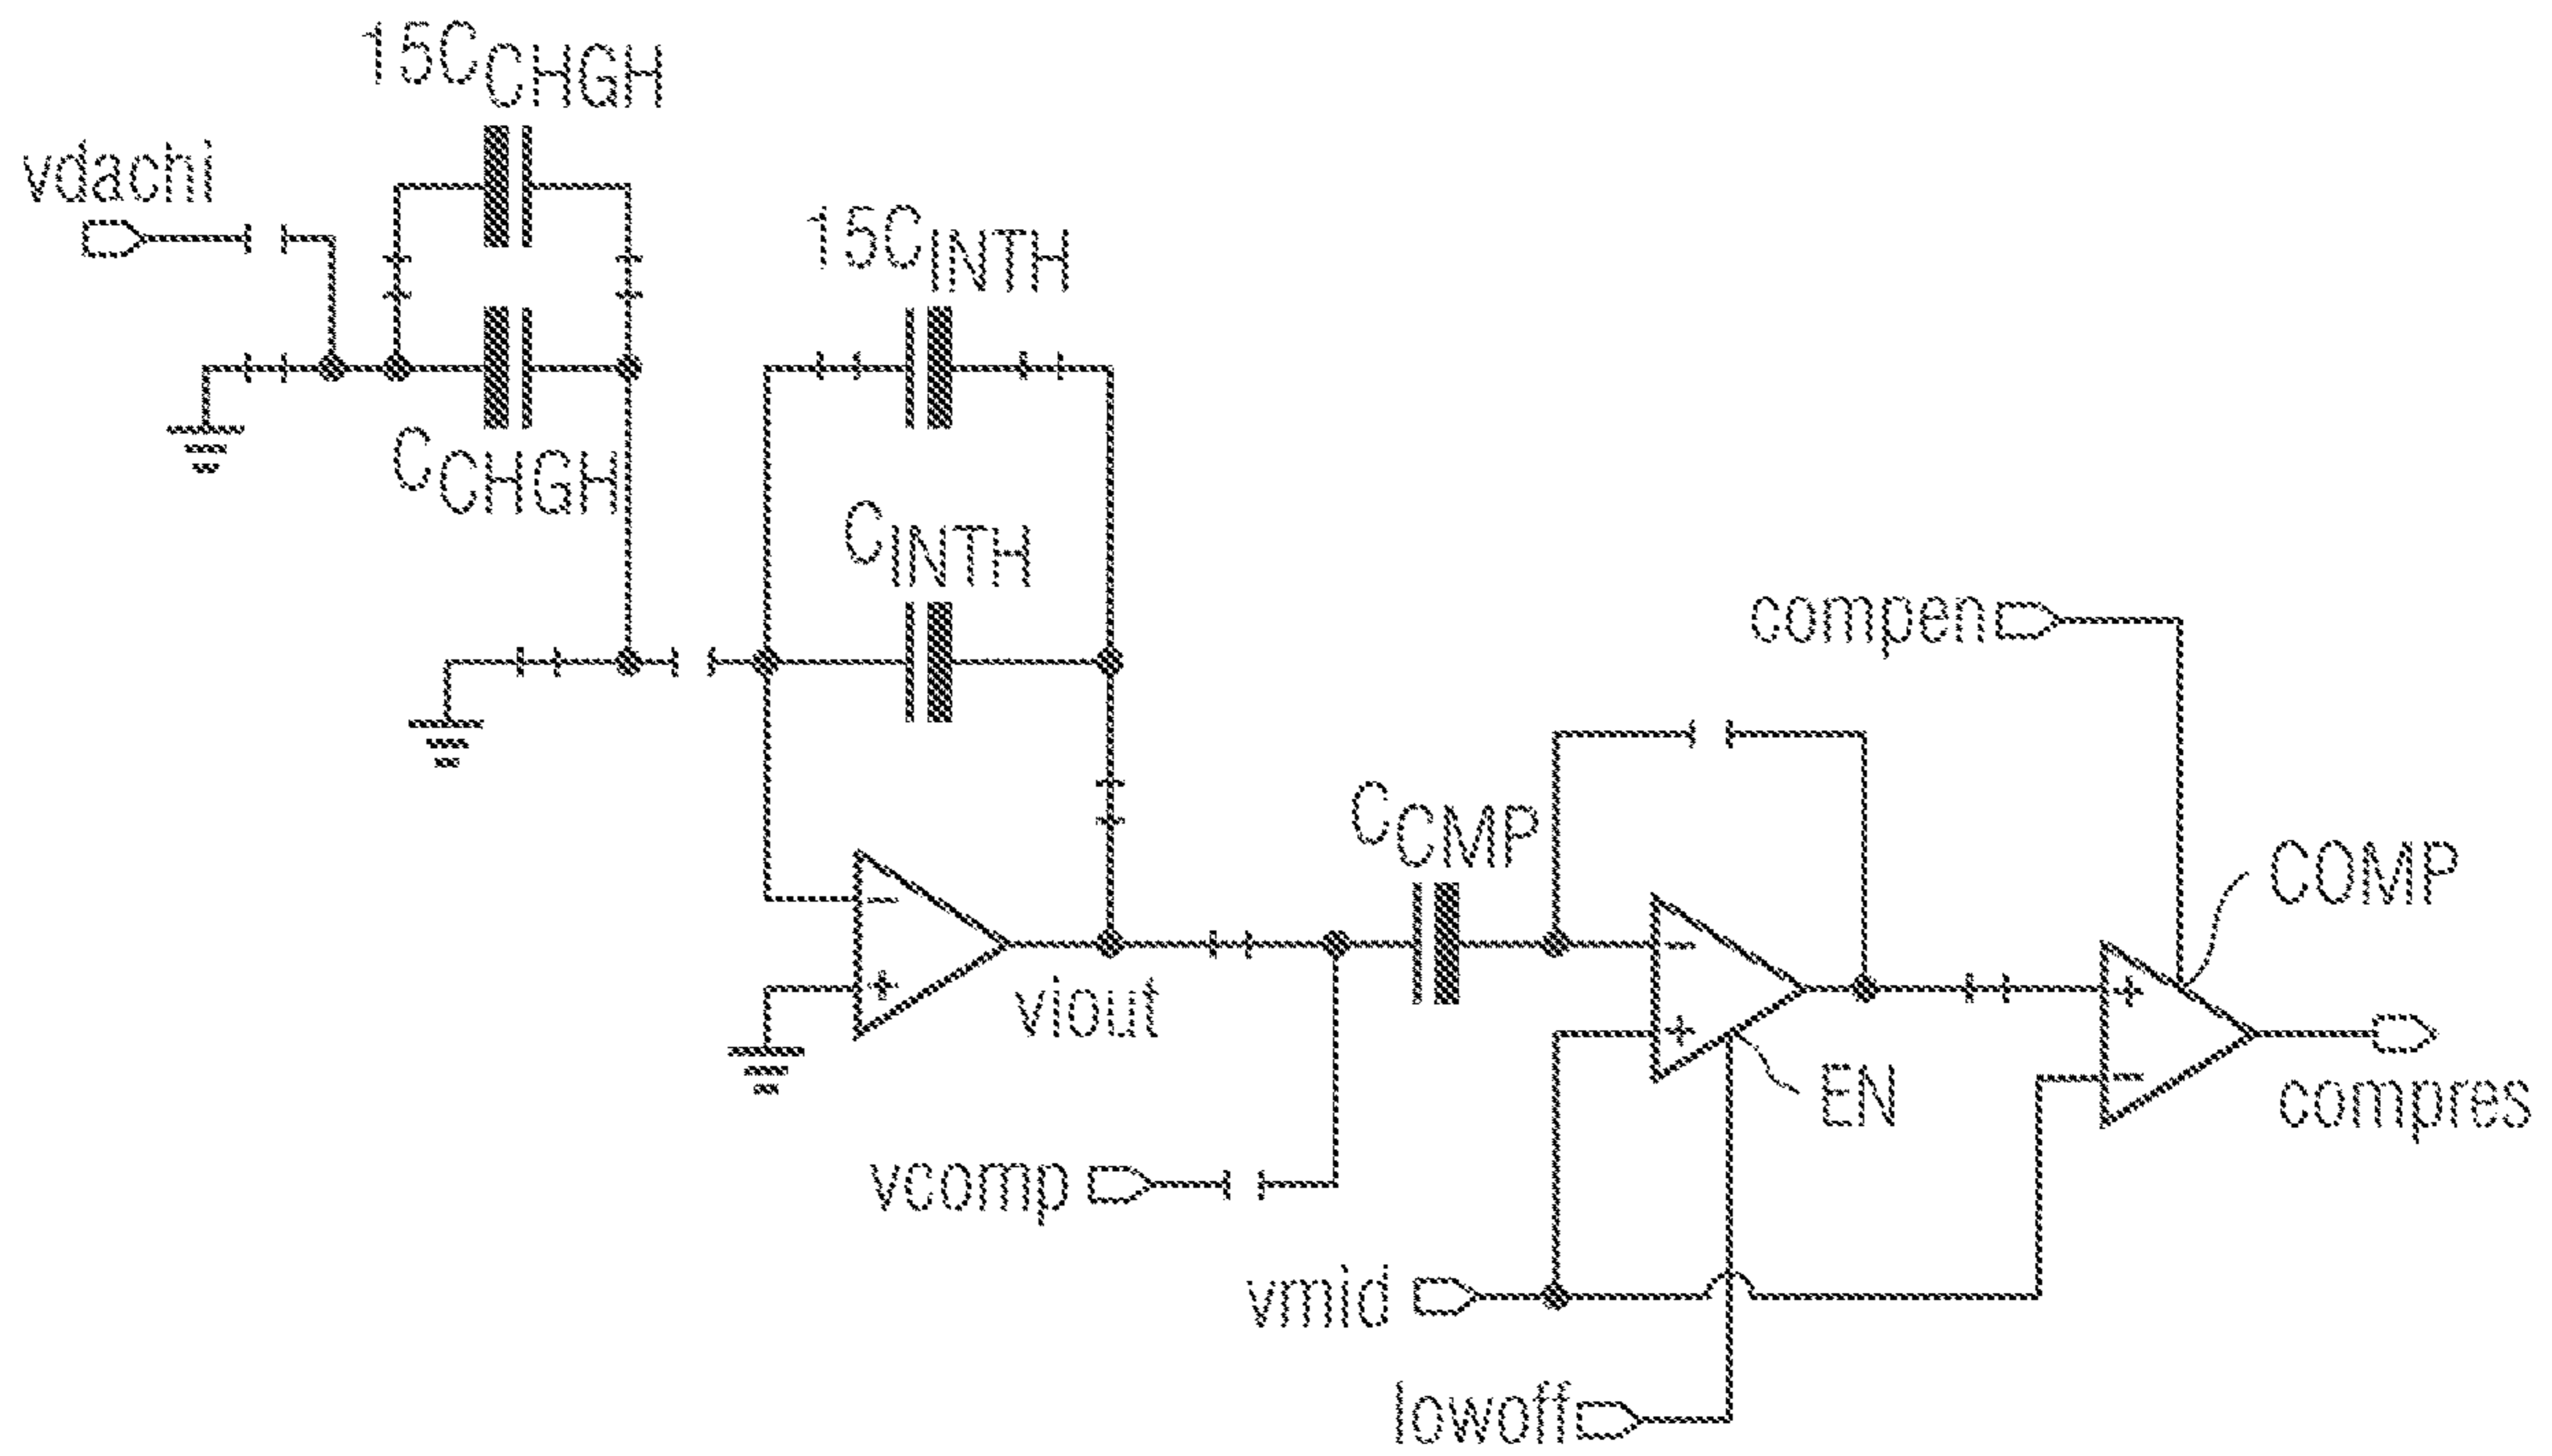 15C_CHGH
vdachi
15C_INTH
C_CHGH
C_INTH
compen
C_CMP
COMP
-
+
viout
-
+
EN
+
-
compres
vcomp
vmid
lowoff